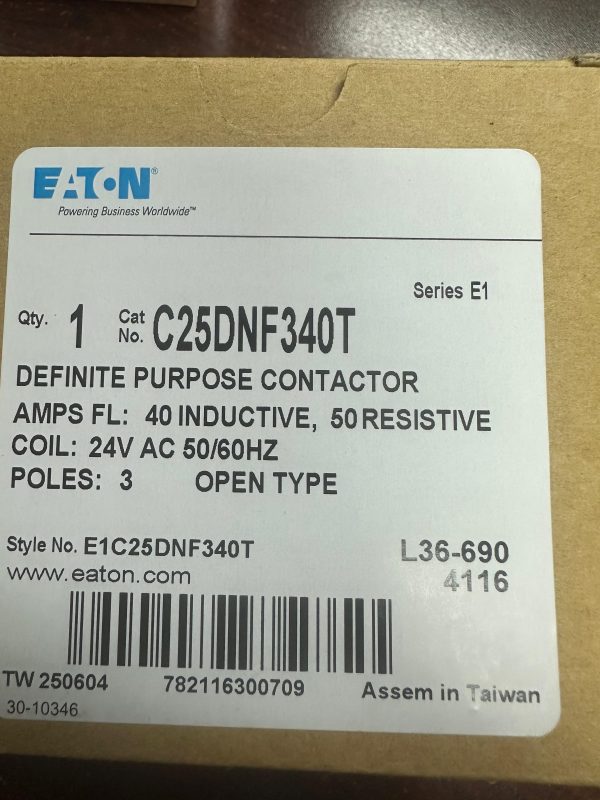 EATON®
Powering Business Worldwide™
Series E1
Qty. 1 Cat No. C25DNF340T
DEFINITE PURPOSE CONTACTOR
AMPS FL: 40 INDUCTIVE, 50 RESISTIVE
COIL: 24V AC 50/60HZ
POLES: 3 OPEN TYPE
Style No. E1C25DNF340T L36-690
www.eaton.com 4116
TW 250604 782116300709 Assem in Taiwan
30-10346